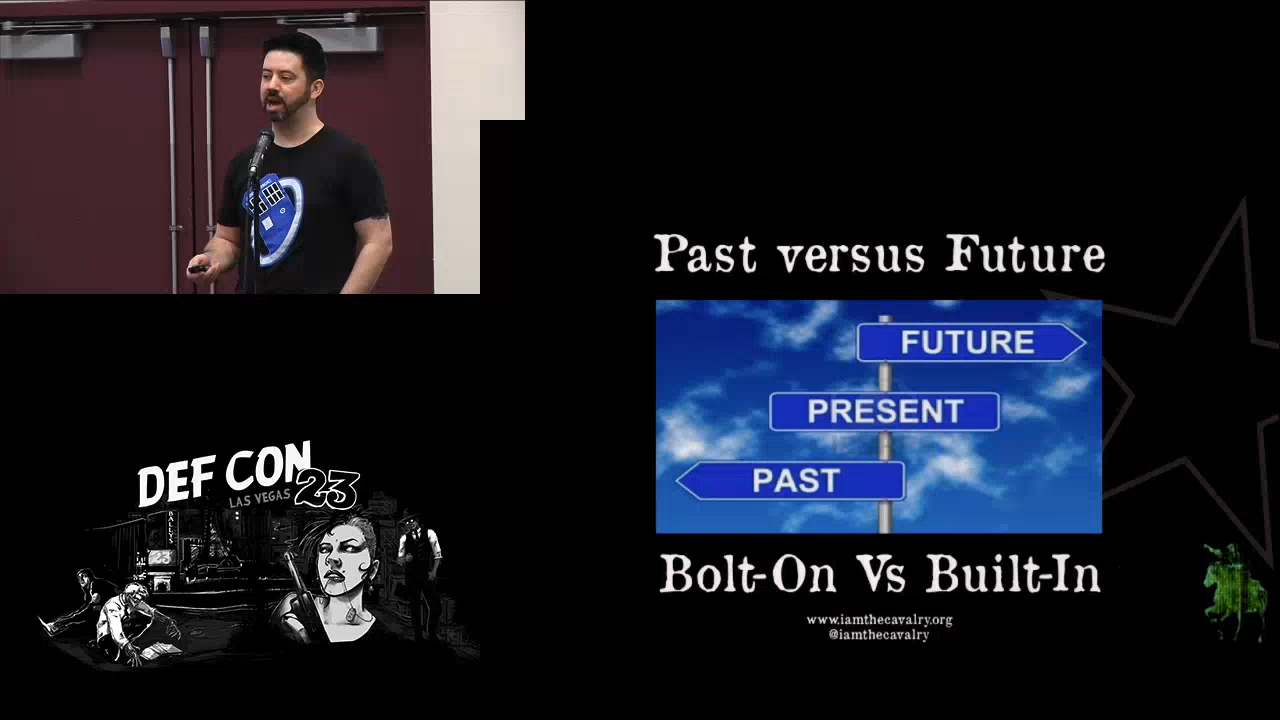 DEF CON
LAS VEGAS 23
BALLYS
Past versus Future
FUTURE
PRESENT
PAST
Bolt-On Vs Built-In
www.iamthecavalry.org
@iamthecavalry